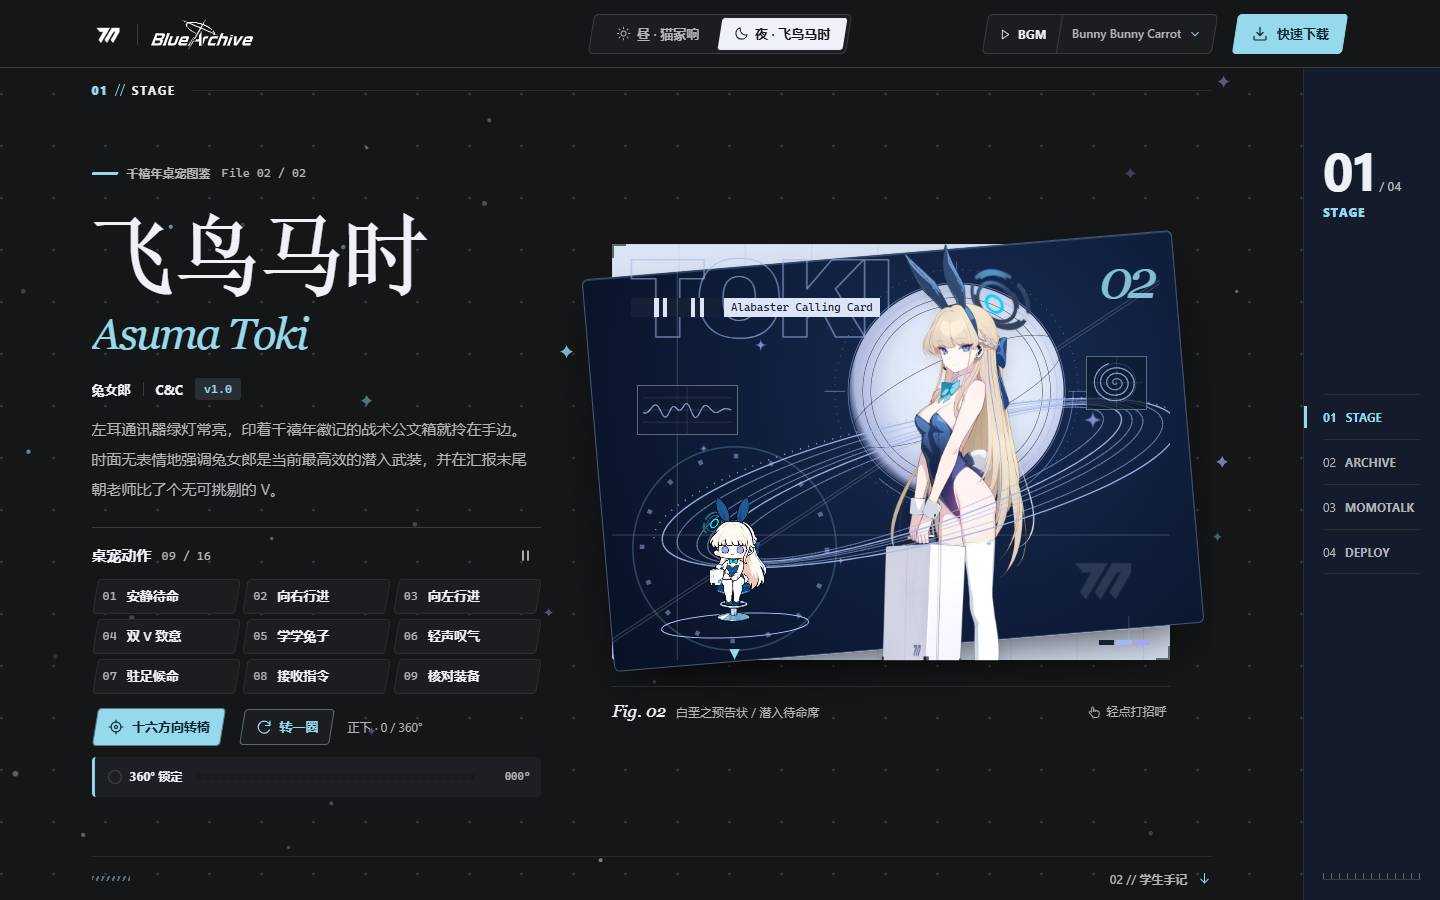 Blue Archive
昼 · 猫冢响
夜 · 飞鸟马时
BGM
Bunny Bunny Carrot
快速下载
01 // STAGE
千禧年桌宠图鉴 File 02 / 02
飞鸟马时
Asuma Toki
兔女郎
C&C
v1.0
左耳通讯器绿灯常亮，印着千禧年徽记的战术公文箱就拎在手边。
时面无表情地强调兔女郎是当前最高效的潜入武装，并在汇报末尾
朝老师比了个无可挑剔的 V。
桌宠动作 09 / 16
01 安静待命
02 向右行进
03 向左行进
04 双 V 致意
05 学学兔子
06 轻声叹气
07 驻足候命
08 接收指令
09 核对装备
十六方向转椅
转一圈
正下 · 0 / 360°
360° 锁定
000°
TOKI
Alabaster Calling Card
02
Fig. 02 白垩之预告状 / 潜入待命席
轻点打招呼
02 // 学生手记
01 / 04
STAGE
01 STAGE
02 ARCHIVE
03 MOMOTALK
04 DEPLOY